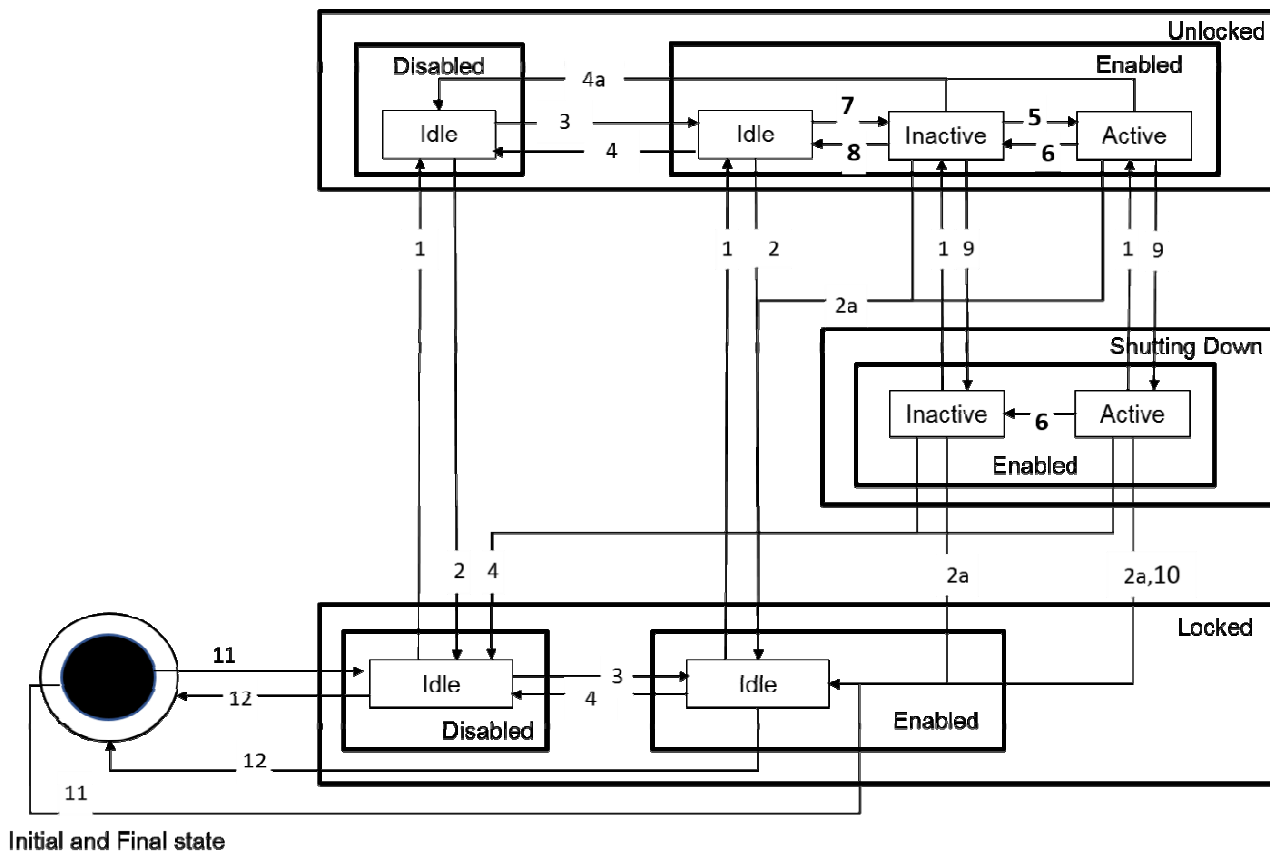 Unlocked
Disabled
Enabled
4a
Idle
3
4
Idle
7
8
Inactive
5
6
Active
1
1
2
1
9
1
9
2a
Shutting Down
Inactive
6
Active
Enabled
2
4
2a
2a,10
Locked
11
12
Idle
3
4
Idle
Disabled
Enabled
12
11
Initial and Final state